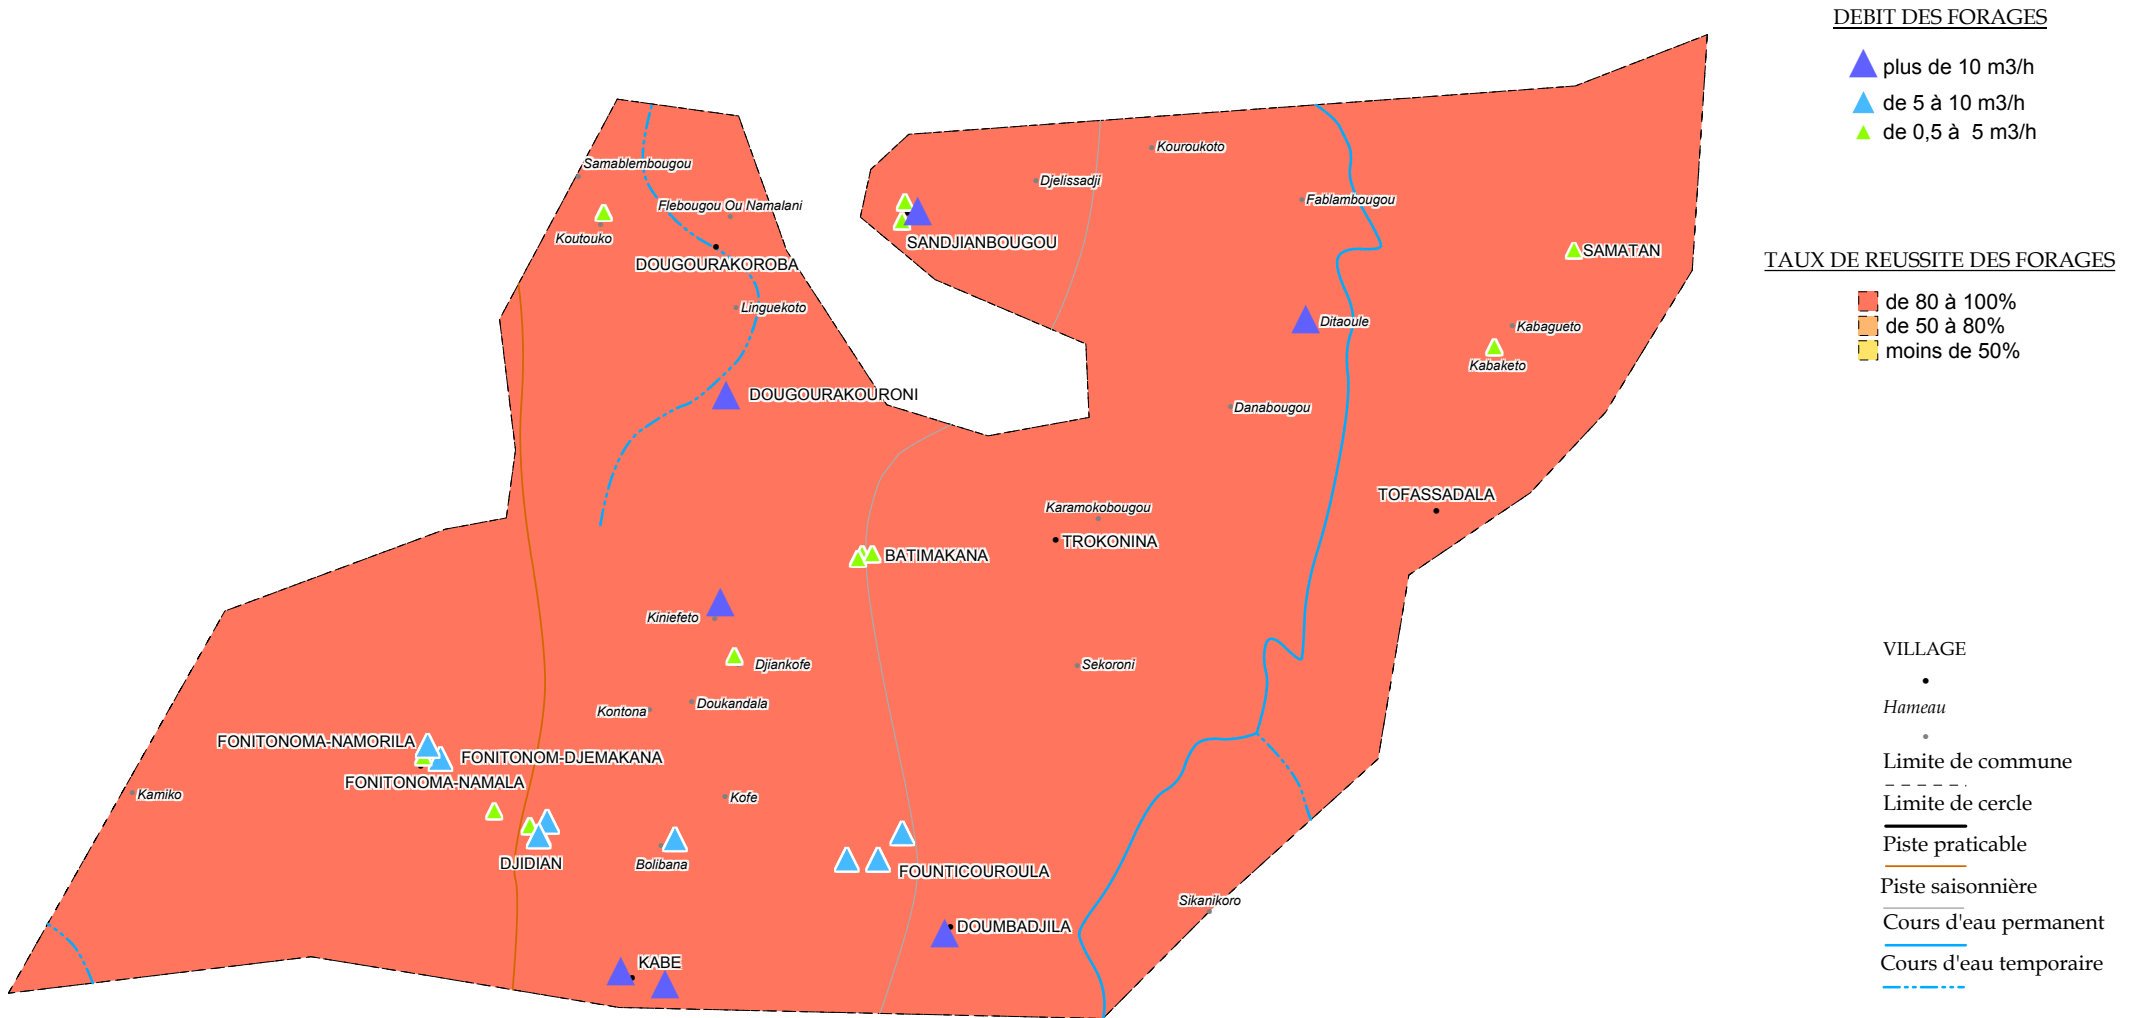 DEBIT DES FORAGES
plus de 10 m3/h
de 5 à 10 m3/h
de 0,5 à 5 m3/h
Kouroukoto
Samablembougou
Djelissadji
Flebougou Ou Namalani
Fablambougou
Koutouko
SANDJIANBOUGOU
SAMATAN
DOUGOURAKOROBA
TAUX DE REUSSITE DES FORAGES
de 80 à 100%
de 50 à 80%
moins de 50%
Linguekoto
Ditaoule
Kabagueto
Kabaketo
DOUGOURAKOURONI
Danabougou
TOFASSADALA
Karamokobougou
TROKONINA
BATIMAKANA
Kiniefeto
Djiankofe
Sekoroni
Doukandala
Kontona
FONITONOMA-NAMORILA
FONITONOM-DJEMAKANA
FONITONOMA-NAMALA
Kamiko
Kofe
DJIDIAN
Bolibana
FOUNTICOUROULA
Sikanikoro
DOUMBADJILA
KABE
VILLAGE
Hameau
Limite de commune
Limite de cercle
Piste praticable
Piste saisonnière
Cours d'eau permanent
Cours d'eau temporaire